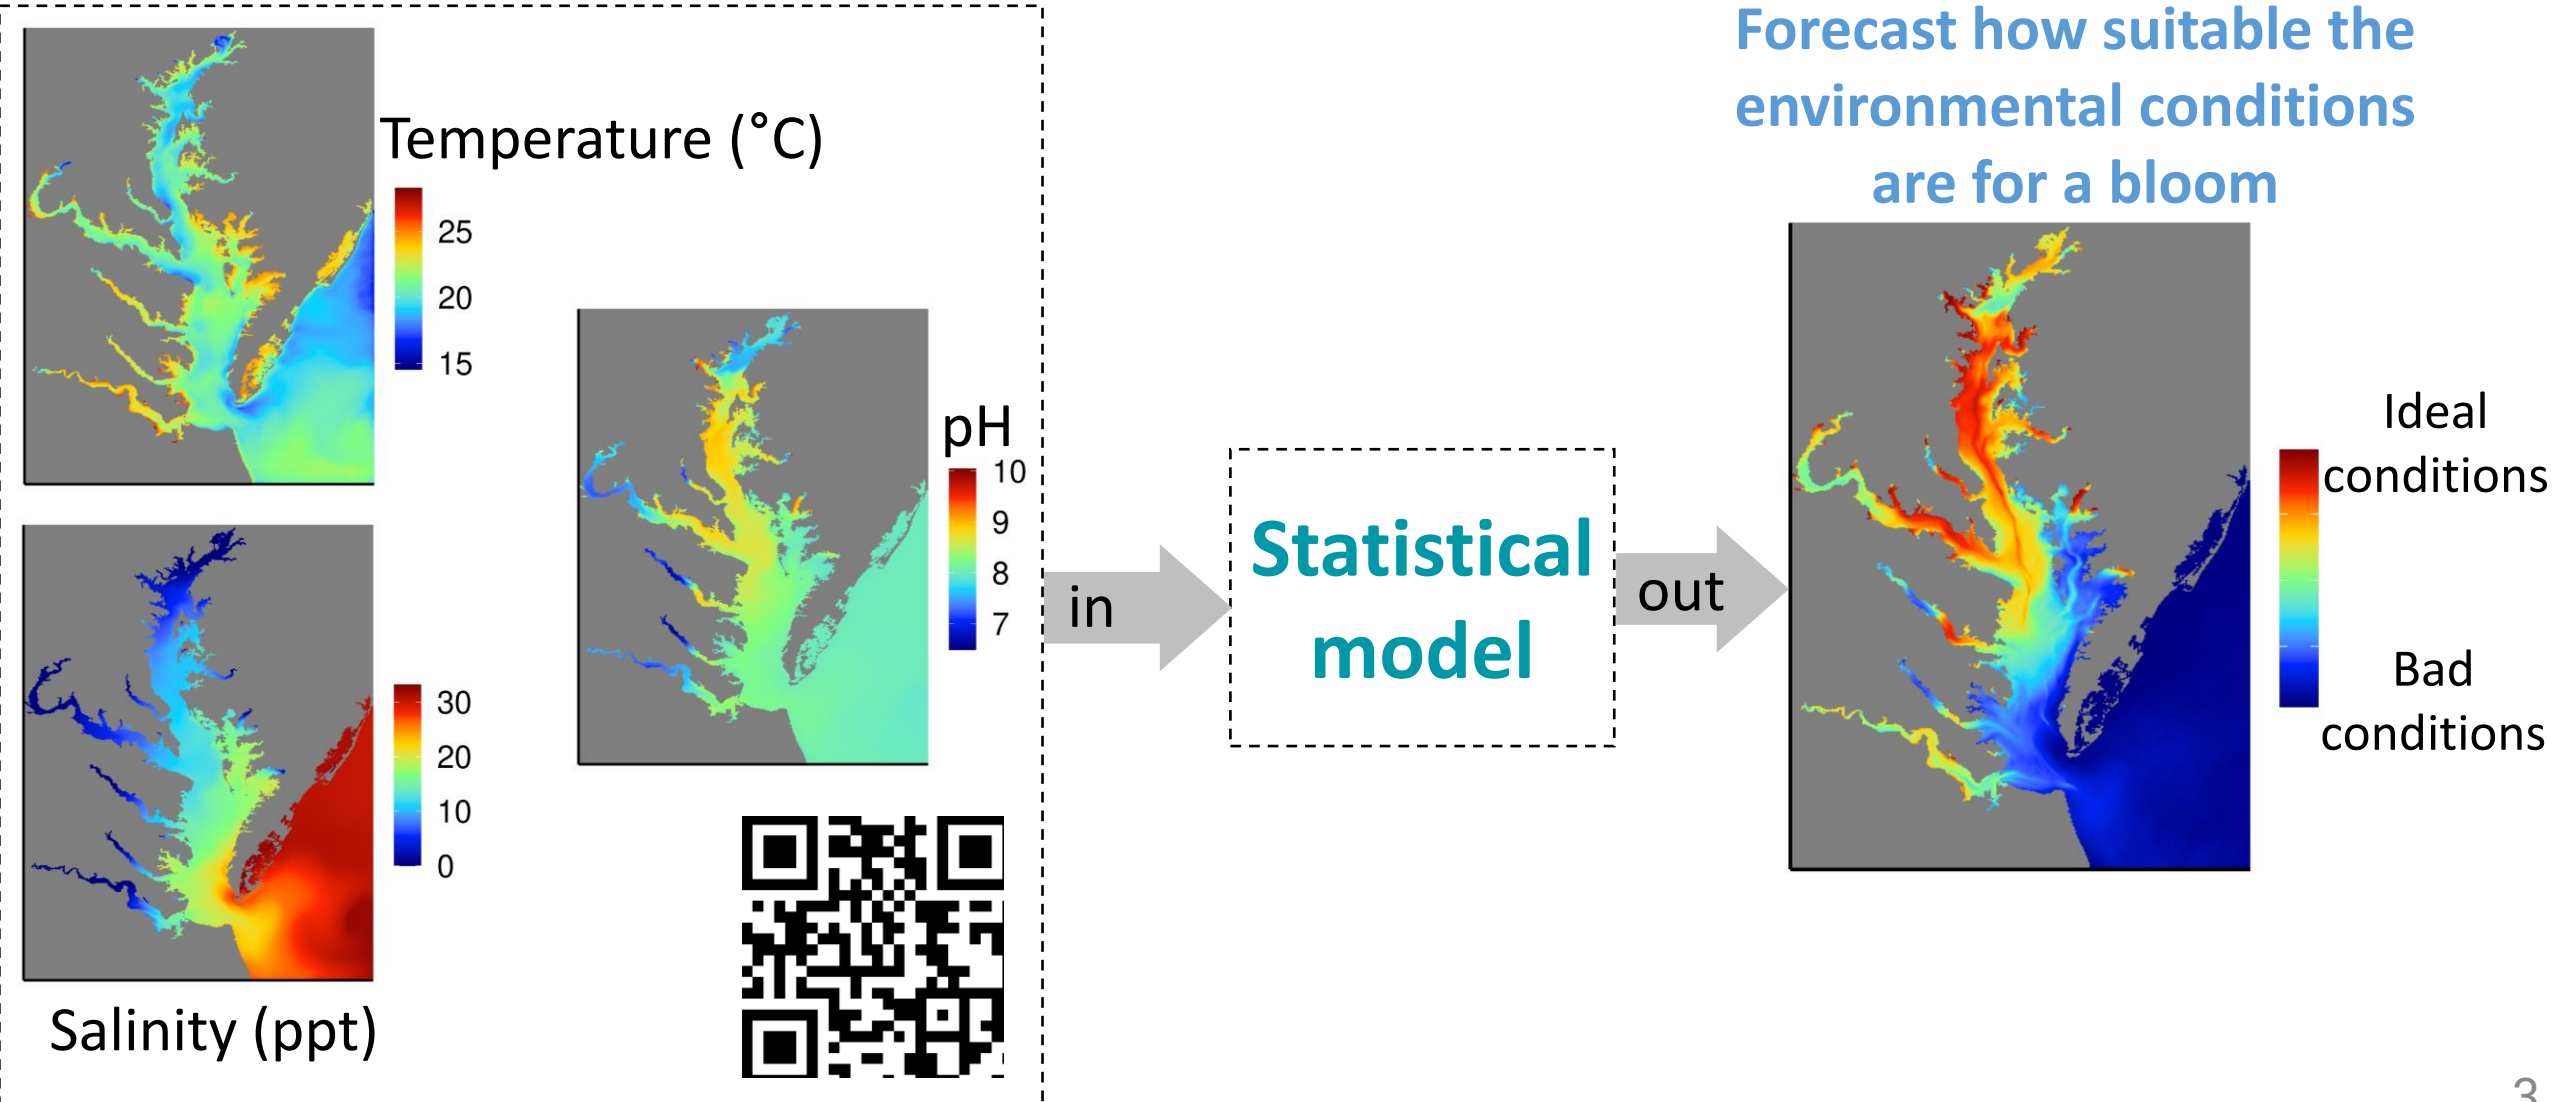 Forecast how suitable the
environmental conditions
are for a bloom
Temperature (°C)
25
20
15
pH
10
9
8
7
30
20
10
0
Salinity (ppt)
in
Statistical
model
out
Ideal
conditions
Bad
conditions
3